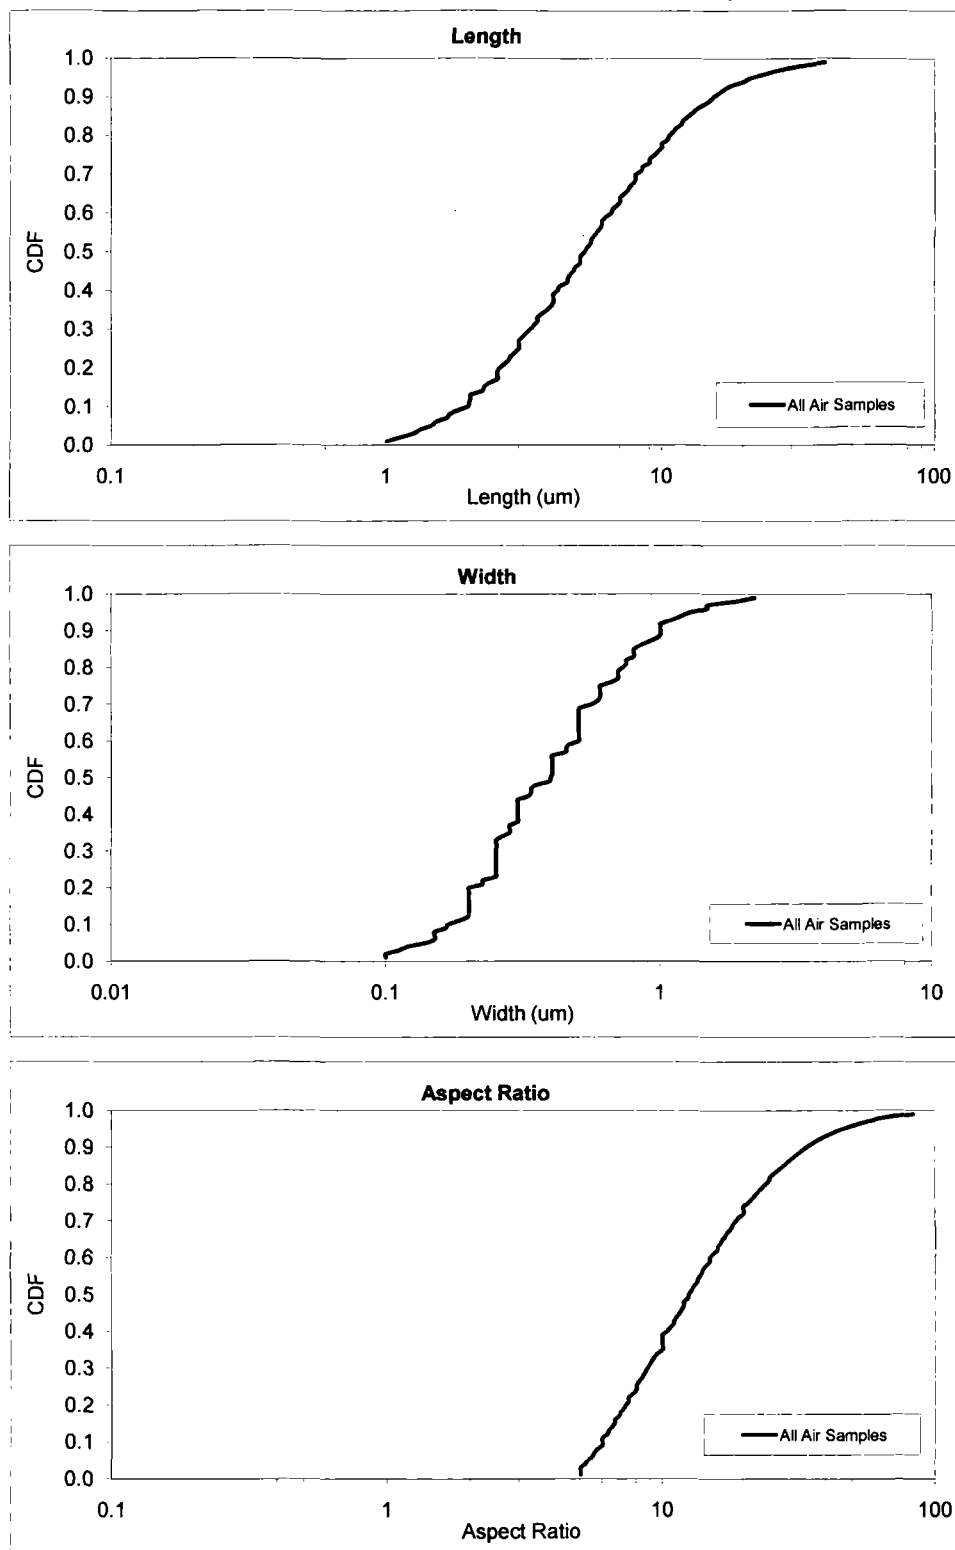 Length
1.0
0.9
0.8
0.7
0.6
0.5
0.4
0.3
0.2
0.1
0.0
CDF
All Air Samples
0.1 1 10 100
Length (um)
Width
1.0
0.9
0.8
0.7
0.6
0.5
0.4
0.3
0.2
0.1
0.0
CDF
All Air Samples
0.01 0.1 1 10
Width (um)
Aspect Ratio
1.0
0.9
0.8
0.7
0.6
0.5
0.4
0.3
0.2
0.1
0.0
CDF
All Air Samples
0.1 1 10 100
Aspect Ratio